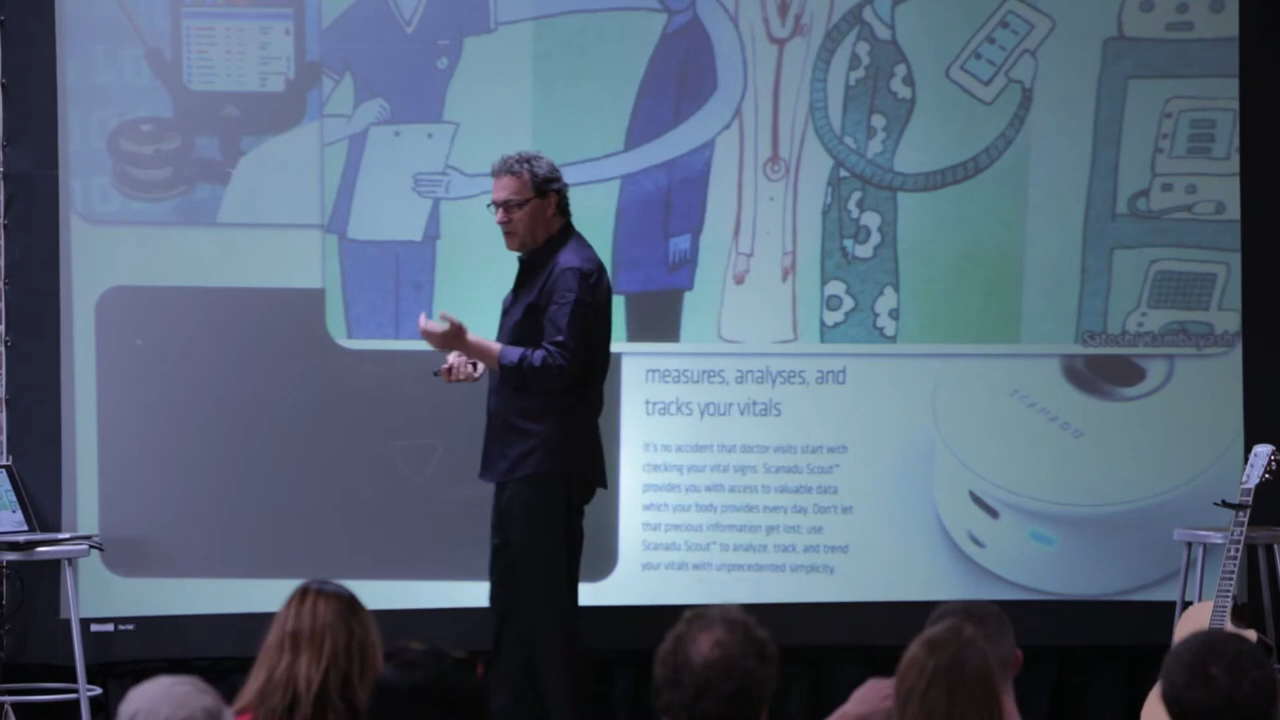 Satoshi Kambayashi
measures, analyses, and
tracks your vitals
SCANADU
It's no accident that doctor visits start with
checking your vital signs. Scanadu Scout™
provides you with access to valuable data
which your body provides every day. Don't let
that precious information get lost; use
Scanadu Scout™ to analyze, track, and trend
your vitals with unprecedented simplicity.